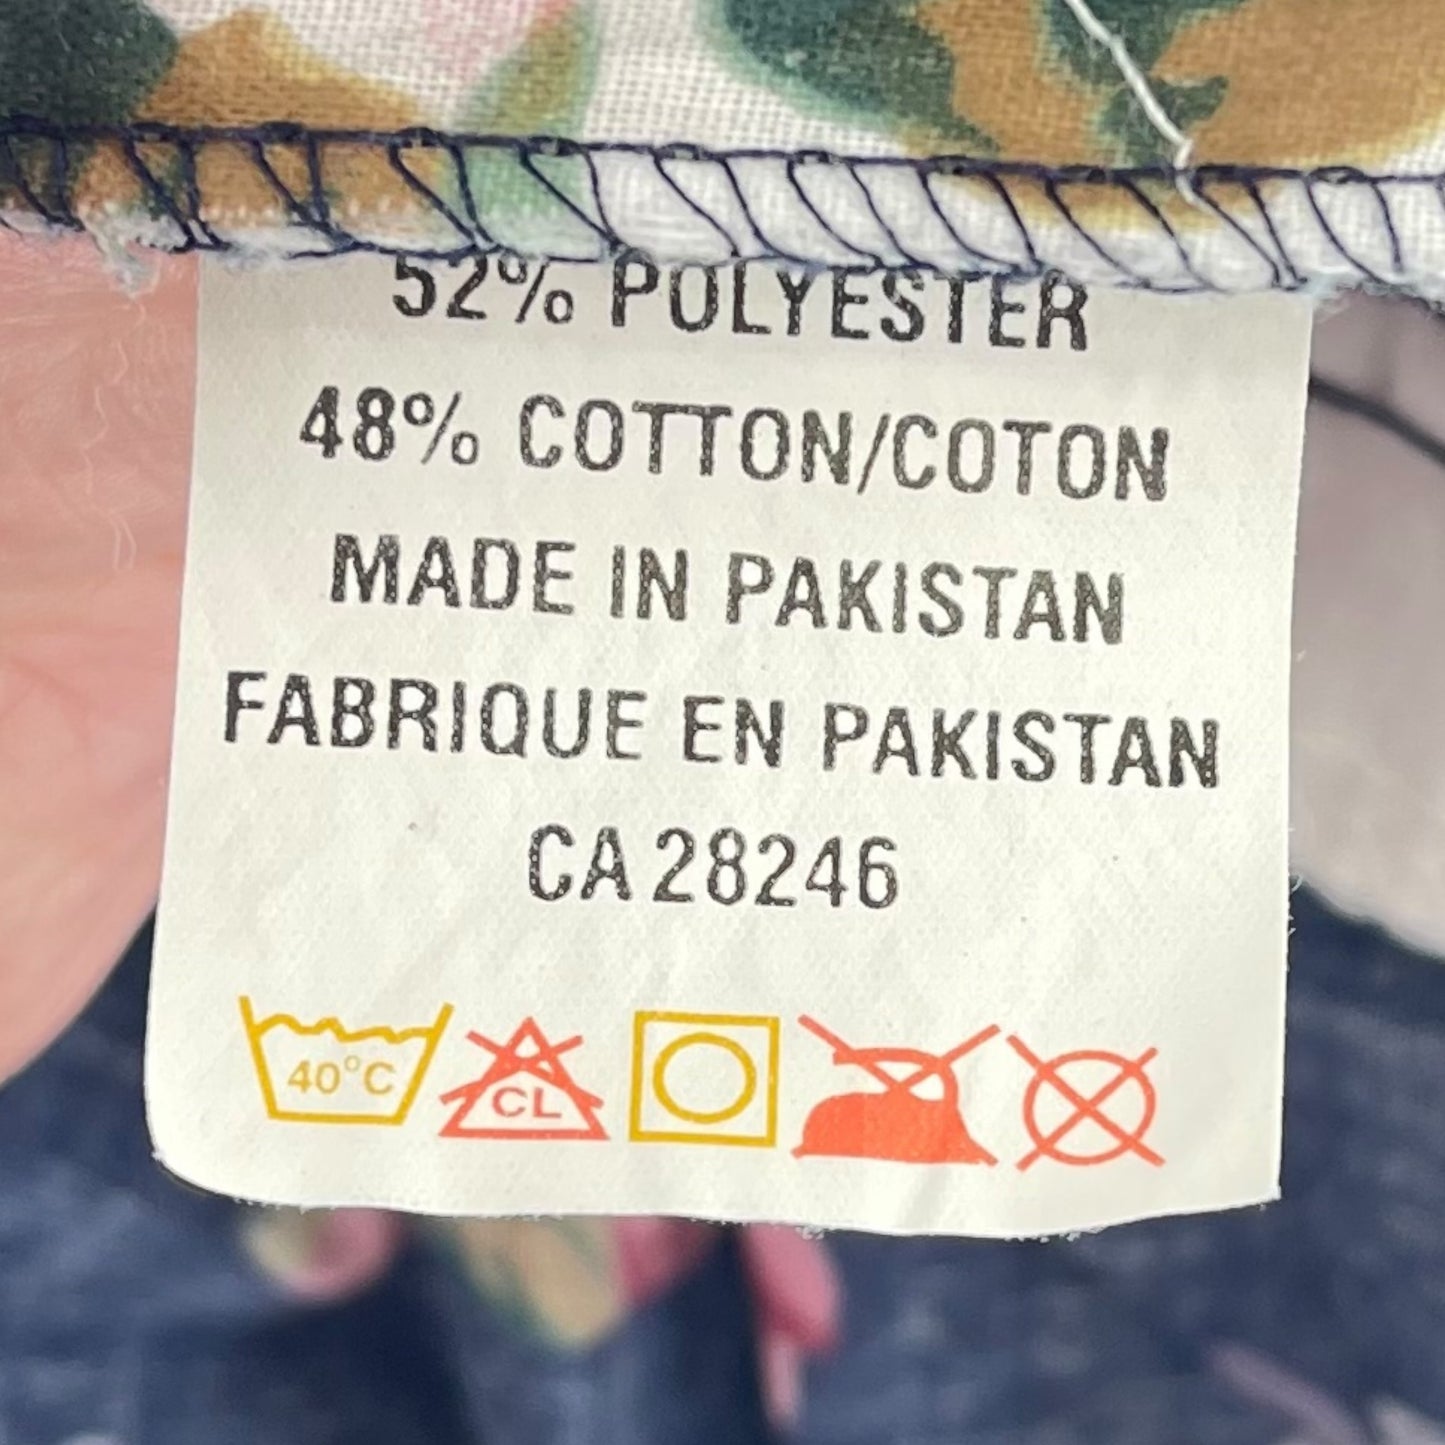 52% POLYESTER
48% COTTON/COTON
MADE IN PAKISTAN
FABRIQUE EN PAKISTAN
CA 28246
40°C
CL